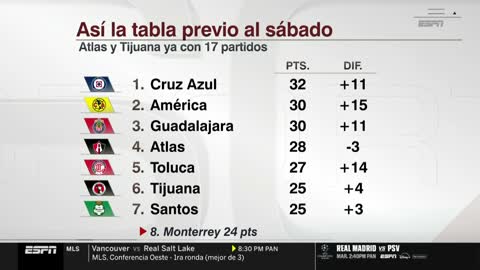 ESPN
Así la tabla previo al sábado
Atlas y Tijuana ya con 17 partidos
PTS. DIF.
1. Cruz Azul 32 +11
2. América 30 +15
3. Guadalajara 30 +11
4. Atlas 28 -3
5. Toluca 27 +14
6. Tijuana 25 +4
7. Santos 25 +3
8. Monterrey 24 pts
ESPN MLS Vancouver vs Real Salt Lake 8:30 PM PAN
MLS. Conferencia Oeste - 1ra ronda (mejor de 3)
REAL MADRID vs PSV
MAR. 2:40PM PAN ESPN Disney+